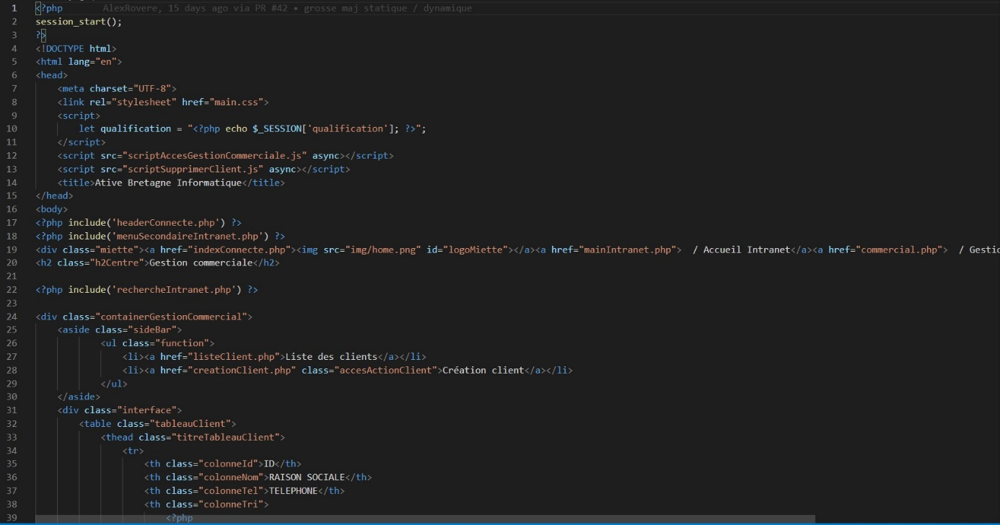 1 <?php AlexRovere, 15 days ago via PR #42 • grosse maj statique / dynamique
2 session_start();
3 ?>
4 <!DOCTYPE html>
5 <html lang="en">
6 <head>
7 <meta charset="UTF-8">
8 <link rel="stylesheet" href="main.css">
9 <script>
10 let qualification = "<?php echo $_SESSION['qualification']; ?>";
11 </script>
12 <script src="scriptAccesGestionCommerciale.js" async></script>
13 <script src="scriptSupprimerClient.js" async></script>
14 <title>Ative Bretagne Informatique</title>
15 </head>
16 <body>
17 <?php include('headerConnecte.php') ?>
18 <?php include('menuSecondaireIntranet.php') ?>
19 <div class="miette"><a href="indexConnecte.php"><img src="img/home.png" id="logoMiette"></a><a href="mainIntranet.php"> / Accueil Intranet</a><a href="commercial.php"> / Gestio
20 <h2 class="h2Centre">Gestion commerciale</h2>
21
22 <?php include('rechercheIntranet.php') ?>
23
24 <div class="containerGestionCommercial">
25 <aside class="sideBar">
26 <ul class="function">
27 <li><a href="listeClient.php">Liste des clients</a></li>
28 <li><a href="creationClient.php" class="accesActionClient">Création client</a></li>
29 </ul>
30 </aside>
31 <div class="interface">
32 <table class="tableauClient">
33 <thead class="titreTableauClient">
34 <tr>
35 <th class="colonneId">ID</th>
36 <th class="colonneNom">RAISON SOCIALE</th>
37 <th class="colonneTel">TELEPHONE</th>
38 <th class="colonneTri">
39 <?php